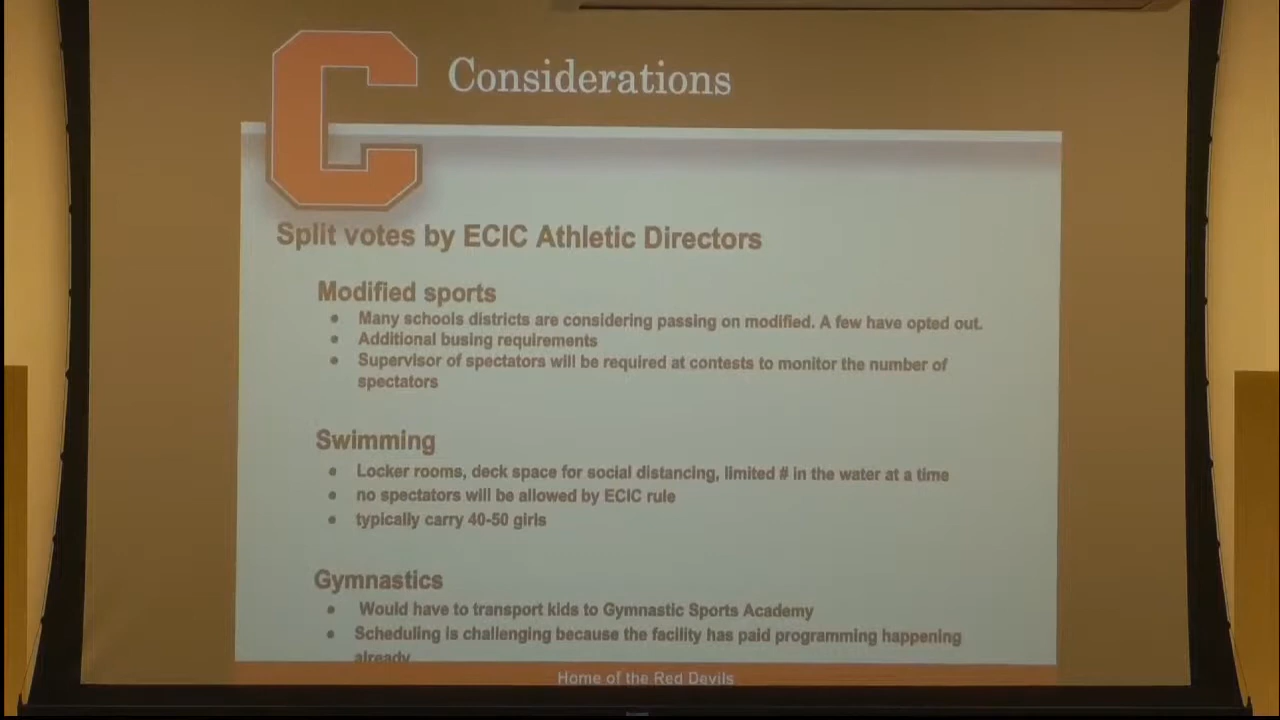 C
Considerations
Split votes by ECIC Athletic Directors
Modified sports
• Many schools districts are considering passing on modified. A few have opted out.
• Additional busing requirements
• Supervisor of spectators will be required at contests to monitor the number of
spectators
Swimming
• Locker rooms, deck space for social distancing, limited # in the water at a time
• no spectators will be allowed by ECIC rule
• typically carry 40-50 girls
Gymnastics
• Would have to transport kids to Gymnastic Sports Academy
• Scheduling is challenging because the facility has paid programming happening
already
Home of the Red Devils